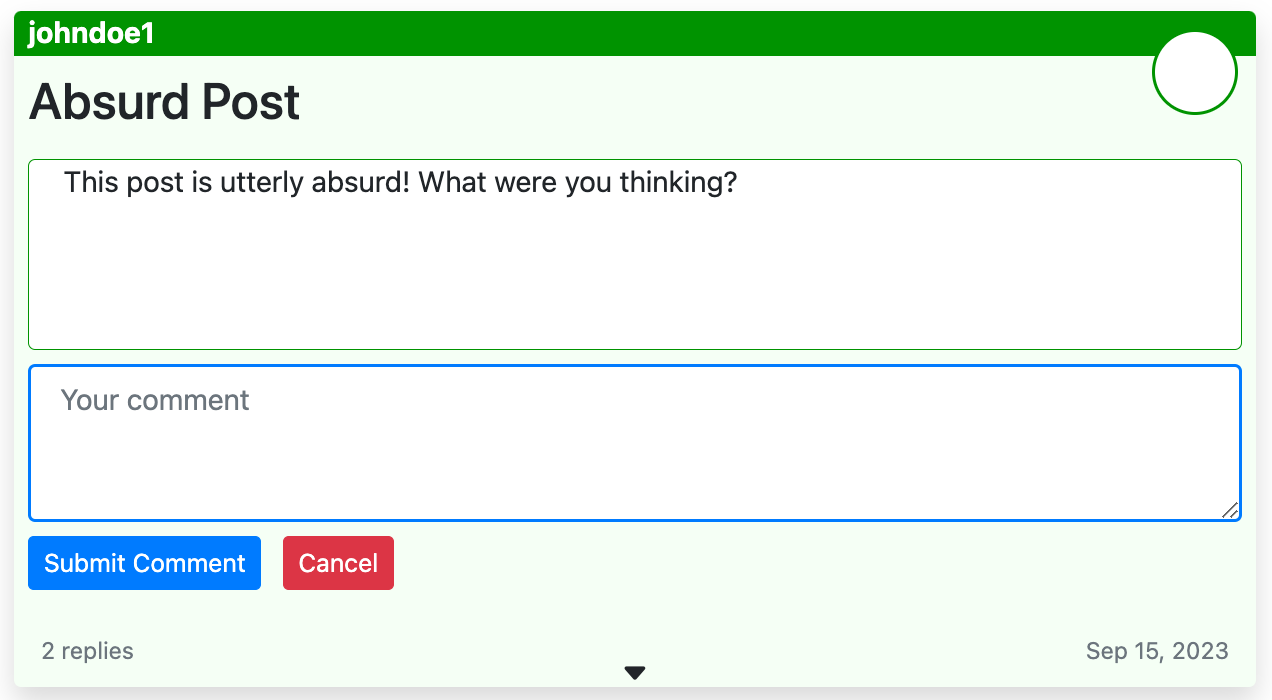 johndoe1
Absurd Post
This post is utterly absurd! What were you thinking?
Your comment
Submit Comment Cancel
2 replies Sep 15, 2023